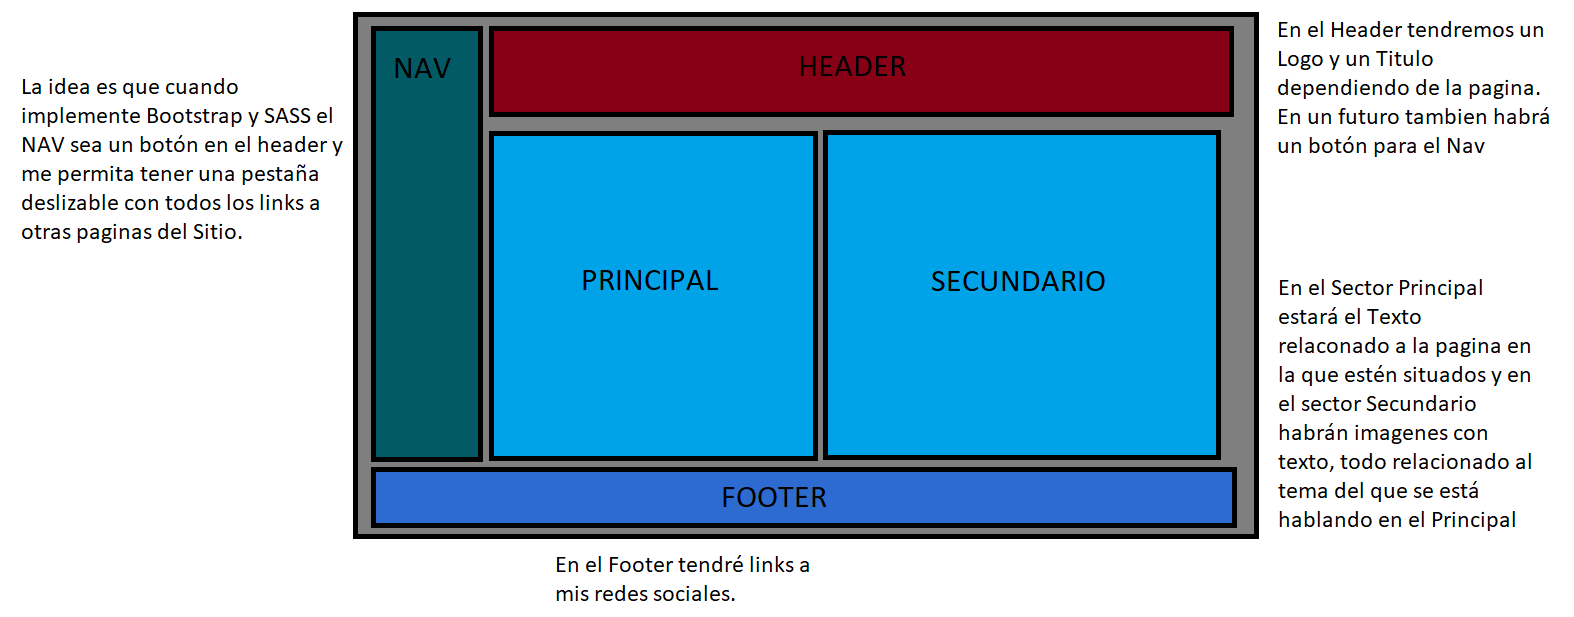 La idea es que cuando
implemente Bootstrap y SASS el
NAV sea un botón en el header y
me permita tener una pestaña
deslizable con todos los links a
otras paginas del Sitio.
NAV
HEADER
PRINCIPAL
SECUNDARIO
FOOTER
En el Header tendremos un
Logo y un Titulo
dependiendo de la pagina.
En un futuro tambien habrá
un botón para el Nav
En el Sector Principal
estará el Texto
relaconado a la pagina en
la que estén situados y en
el sector Secundario
habrán imagenes con
texto, todo relacionado al
tema del que se está
hablando en el Principal
En el Footer tendré links a
mis redes sociales.